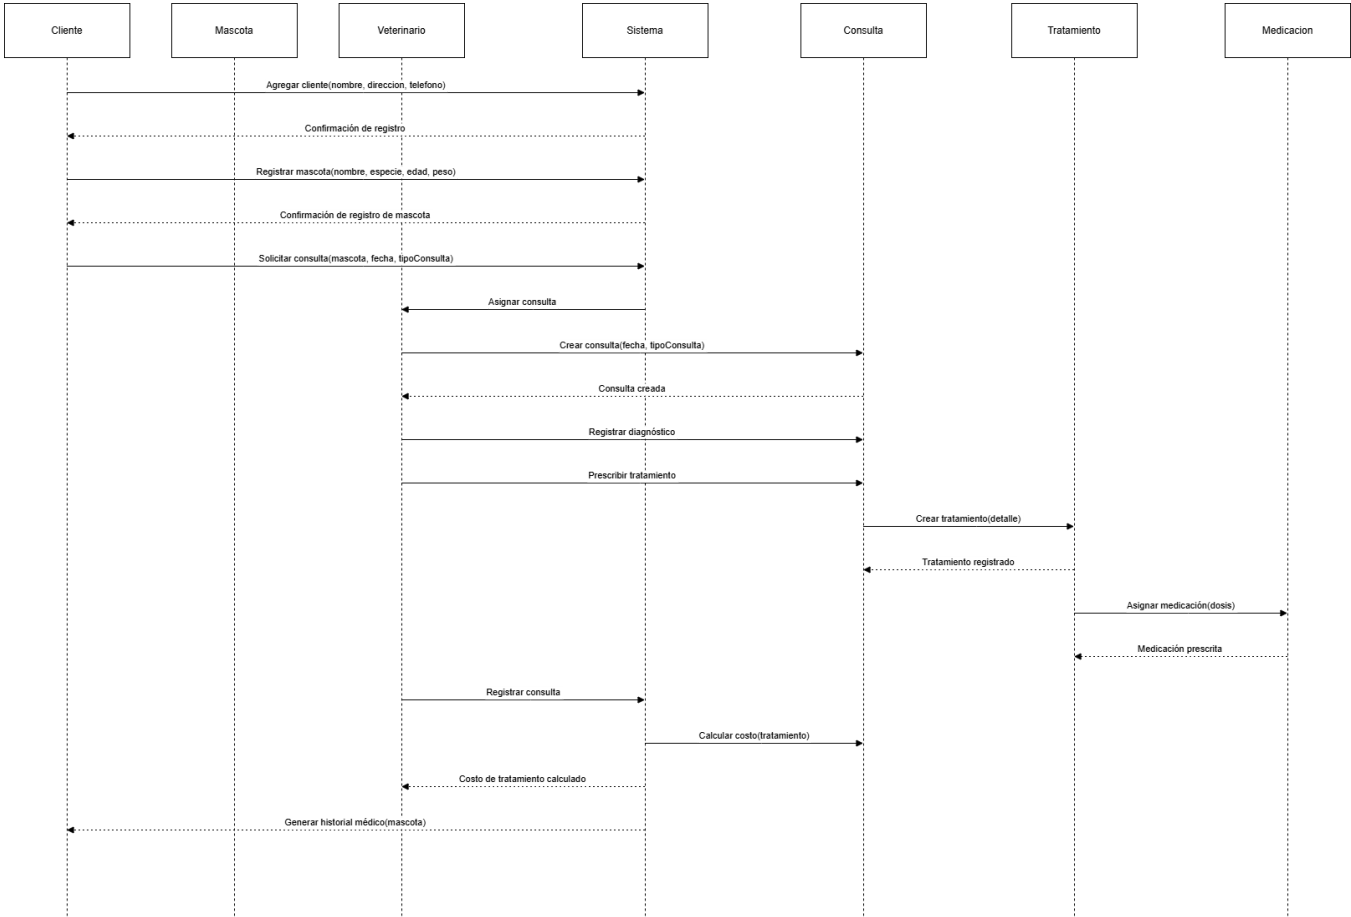 Cliente
Mascota
Veterinario
Sistema
Consulta
Tratamiento
Medicacion
Agregar cliente(nombre, direccion, telefono)
Confirmación de registro
Registrar mascota(nombre, especie, edad, peso)
Confirmación de registro de mascota
Solicitar consulta(mascota, fecha, tipoConsulta)
Asignar consulta
Crear consulta(fecha, tipoConsulta)
Consulta creada
Registrar diagnóstico
Prescribir tratamiento
Crear tratamiento(detalle)
Tratamiento registrado
Asignar medicación(dosis)
Medicación prescrita
Registrar consulta
Calcular costo(tratamiento)
Costo de tratamiento calculado
Generar historial médico(mascota)